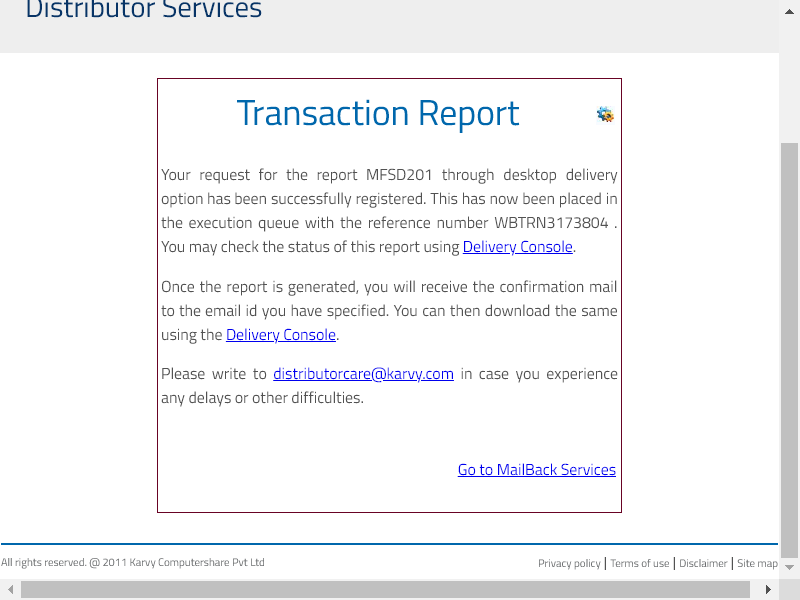 Distributor Services
Transaction Report
Your request for the report MFSD201 through desktop delivery
option has been successfully registered. This has now been placed in
the execution queue with the reference number WBTRN3173804 .
You may check the status of this report using Delivery Console.
Once the report is generated, you will receive the confirmation mail
to the email id you have specified. You can then download the same
using the Delivery Console.
Please write to distributorcare@karvy.com in case you experience
any delays or other difficulties.
Go to MailBack Services
All rights reserved. @ 2011 Karvy Computershare Pvt Ltd
Privacy policy | Terms of use | Disclaimer | Site map